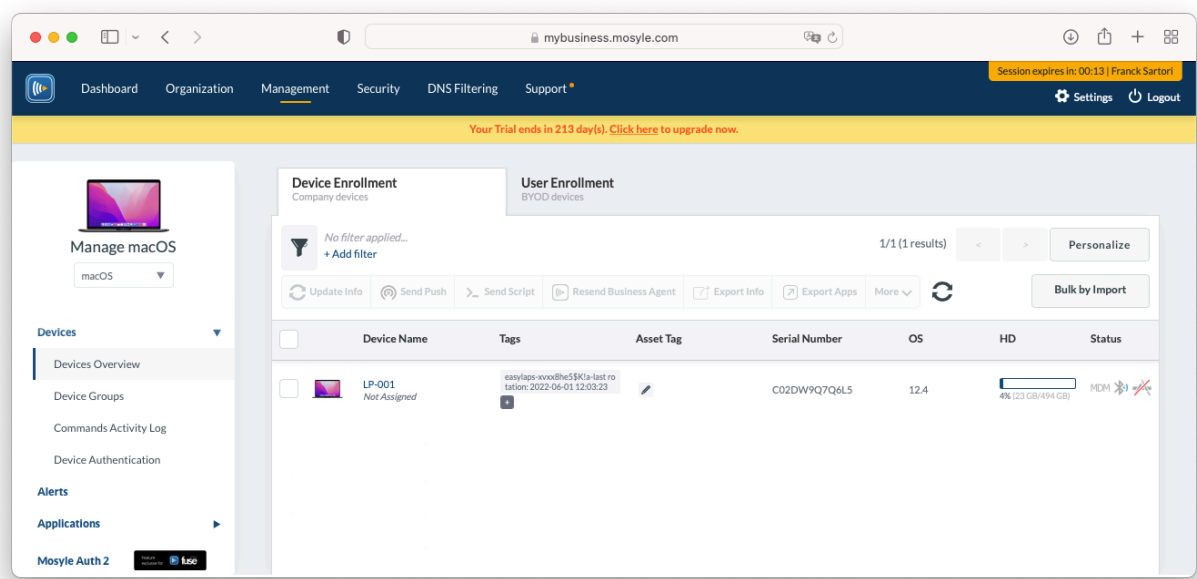 mybusiness.mosyle.com
Session expires in: 00:13 | Franck Sartori
Dashboard Organization Management Security DNS Filtering Support
Settings Logout
Your Trial ends in 213 day(s). Click here to upgrade now.
Manage macOS
macOS
Devices
Devices Overview
Device Groups
Commands Activity Log
Device Authentication
Alerts
Applications
Mosyle Auth 2
fuse
Device Enrollment
Company devices
User Enrollment
BYOD devices
No filter applied...
+ Add filter
1/1 (1 results) < > Personalize
Update Info Send Push Send Script Resend Business Agent Export Info Export Apps More
Bulk by Import
Device Name Tags Asset Tag Serial Number OS HD Status
LP-001
Not Assigned
easylaps-xvxx8he5$K!a-last ro
tation: 2022-06-01 12:03:23
+
C02DW9Q7Q6L5
12.4
4% (23 GB/494 GB)
MDM